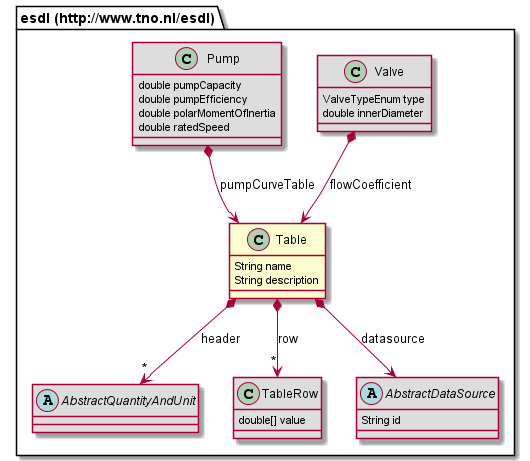 esdl (http://www.tno.nl/esdl)
C Pump
double pumpCapacity
double pumpEfficiency
double polarMomentOfInertia
double ratedSpeed
C Valve
ValveTypeEnum type
double innerDiameter
pumpCurveTable
flowCoefficient
C Table
String name
String description
header
row
datasource
*
*
A AbstractQuantityAndUnit
C TableRow
double[] value
A AbstractDataSource
String id